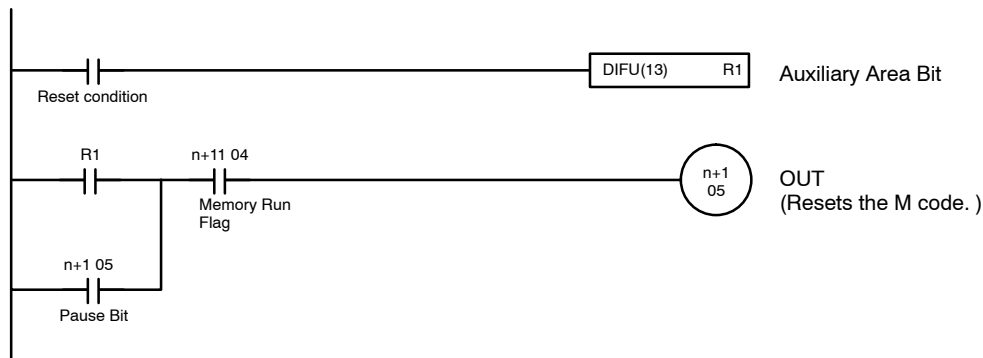 DIFU(13) R1
Auxiliary Area Bit
Reset condition
R1
n+11 04
n+1
05
OUT
(Resets the M code. )
Memory Run
Flag
n+1 05
Pause Bit